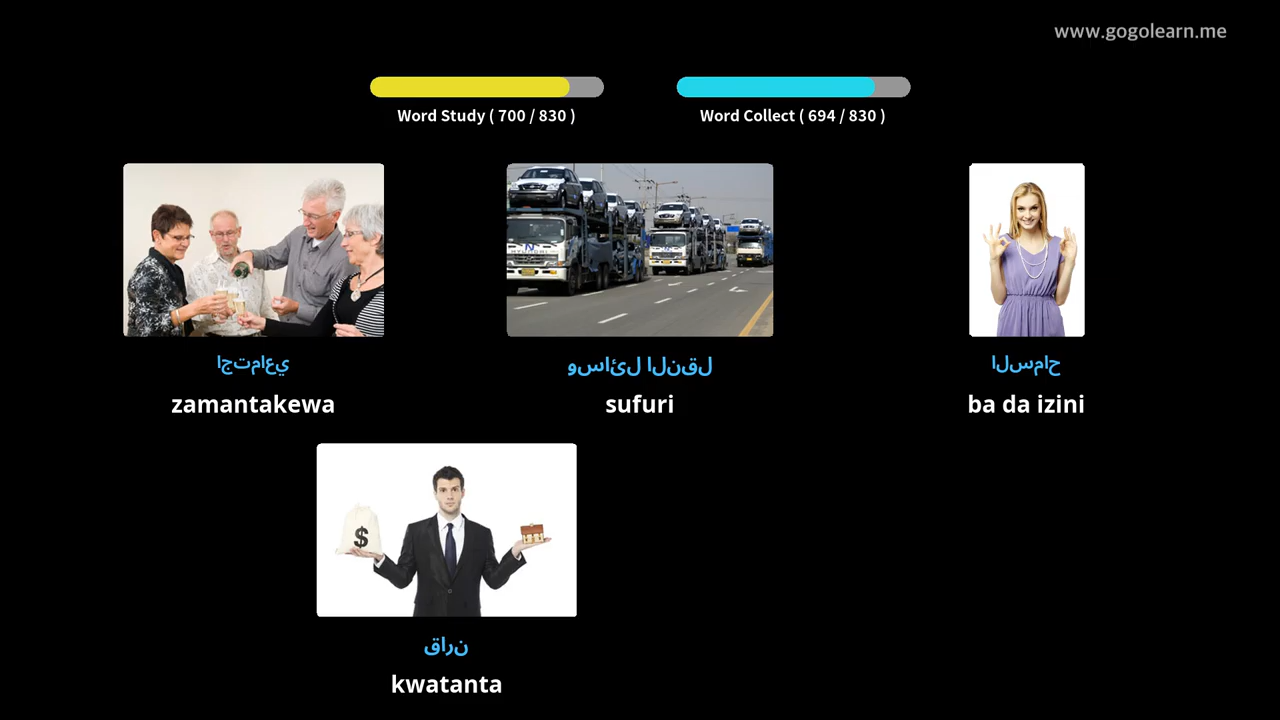 www.gogolearn.me
Word Study ( 700 / 830 )
Word Collect ( 694 / 830 )
اجتماعي
zamantakewa
وسائل النقل
sufuri
السماح
ba da izini
$
قارن
kwatanta